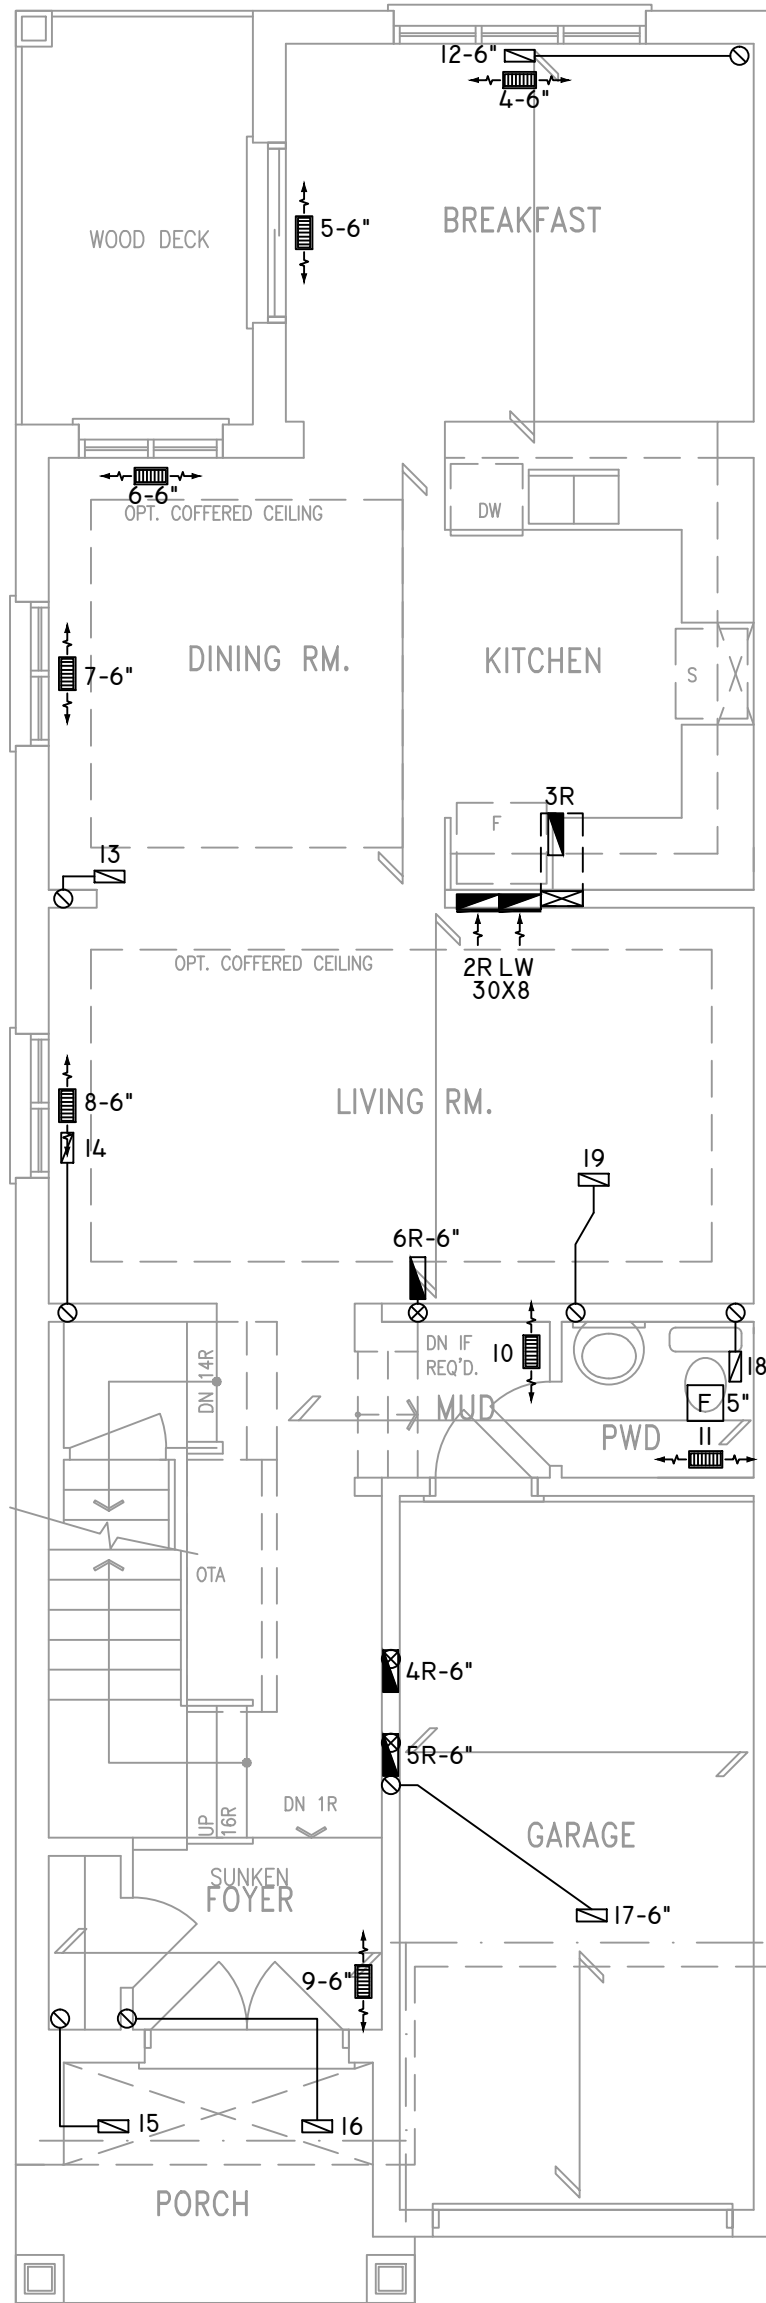 12-6"
4-6"
5-6"
BREAKFAST
WOOD DECK
6-6"
OPT. COFFERED CEILING
DW
DINING RM.
KITCHEN
7-6"
S
3R
F
13
2R LW
30X8
OPT. COFFERED CEILING
8-6"
LIVING RM.
14
19
6R-6"
DN 14R
DN IF
REQ'D.
10
18
MUD
F 5"
PWD
11
OTA
4R-6"
5R-6"
UP
16R
DN 1R
GARAGE
SUNKEN
FOYER
17-6"
9-6"
15
16
PORCH